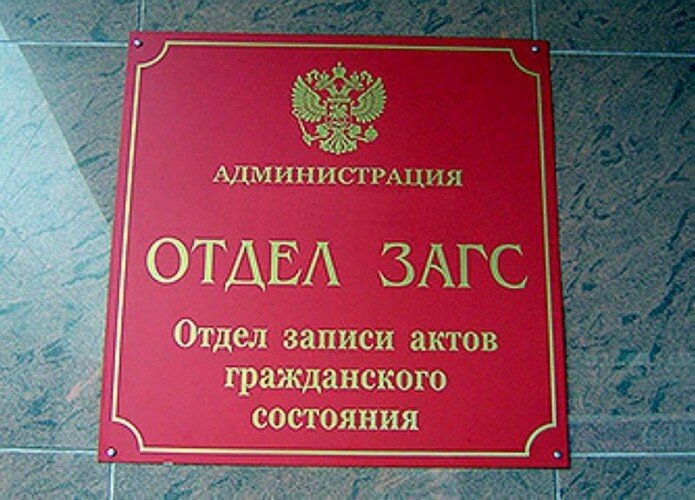 АДМИНИСТРАЦИЯ
ОТДЕЛ ЗАГС
Отдел записи актов
гражданского
состояния